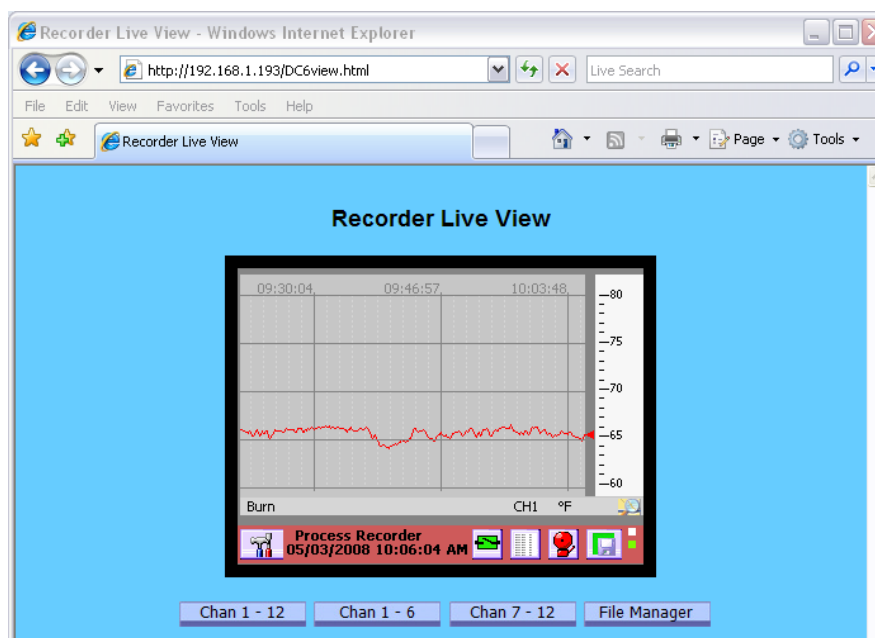 Recorder Live View - Windows Internet Explorer
http://192.168.1.193/DC6view.html
Live Search
File Edit View Favorites Tools Help
Recorder Live View
Page
Tools
Recorder Live View
09:30:04 09:46:57 10:03:48
80
75
70
65
60
Burn CH1 °F
Process Recorder
05/03/2008 10:06:04 AM
Chan 1 - 12 Chan 1 - 6 Chan 7 - 12 File Manager